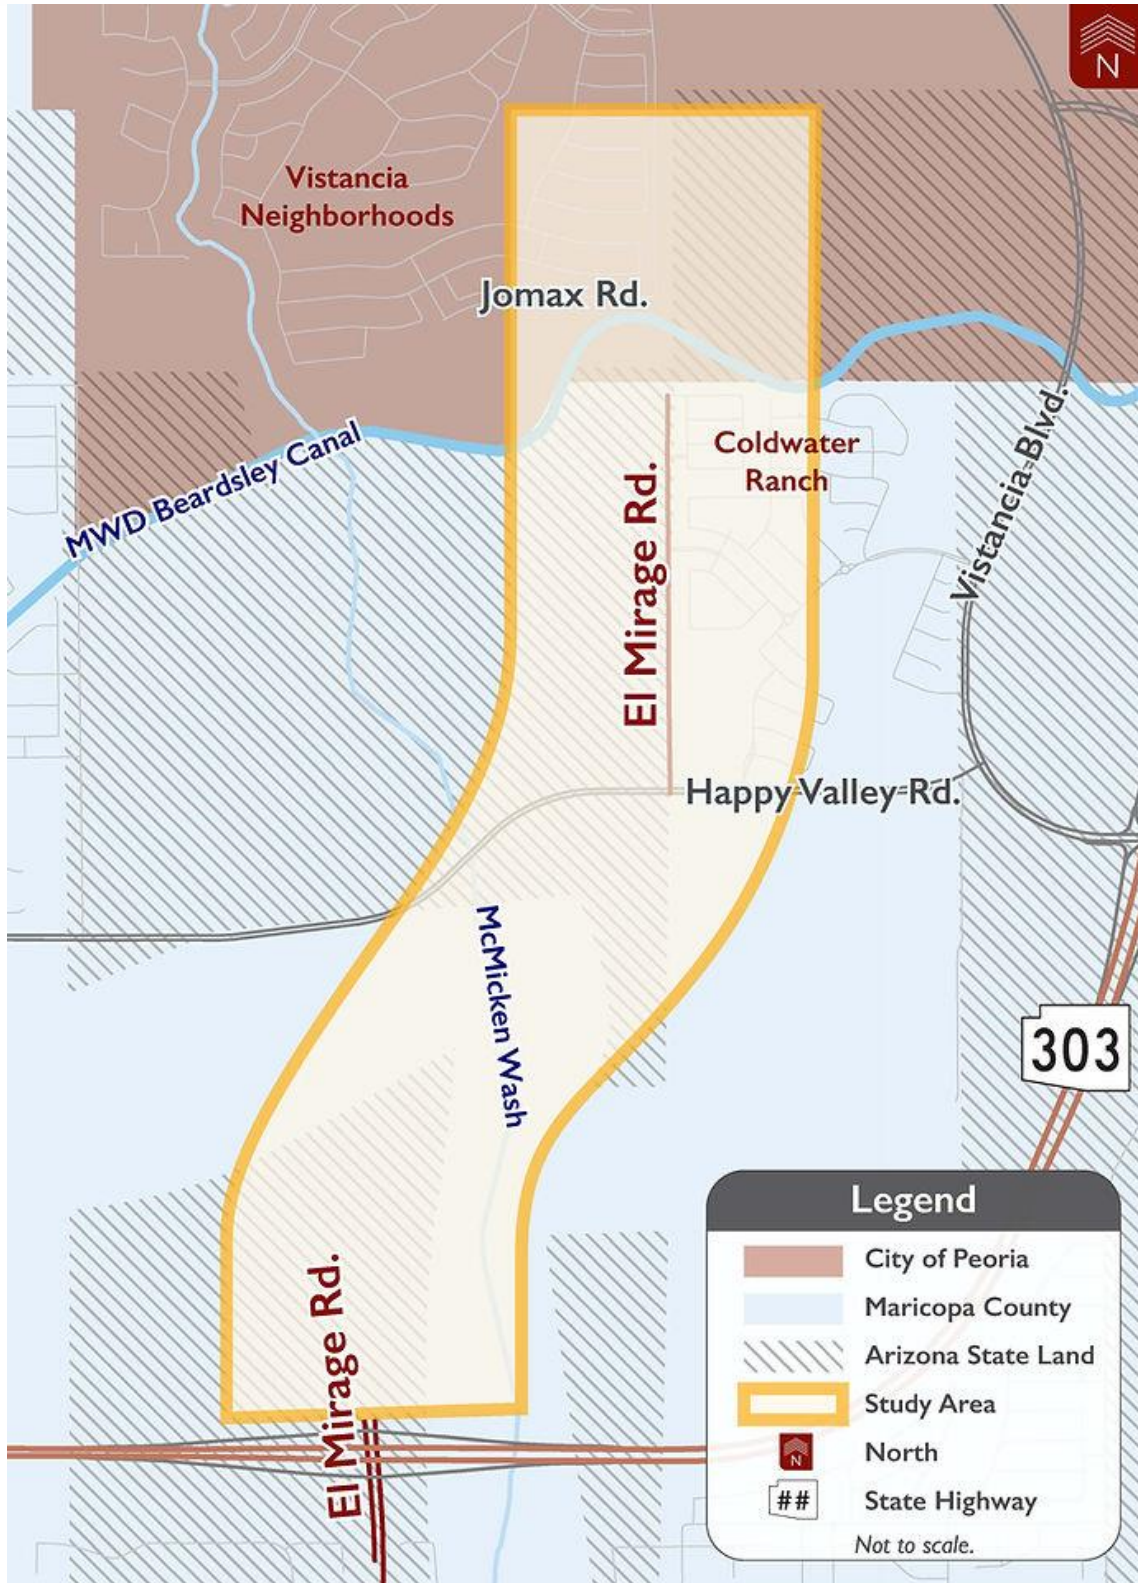 N
Vistancia
Neighborhoods
Jomax Rd.
MWD Beardsley Canal
Coldwater
Ranch
El Mirage Rd.
Vistancia Blvd.
Happy Valley Rd.
McMicken Wash
303
El Mirage Rd.
Legend
City of Peoria
Maricopa County
Arizona State Land
Study Area
N
North
##
State Highway
Not to scale.